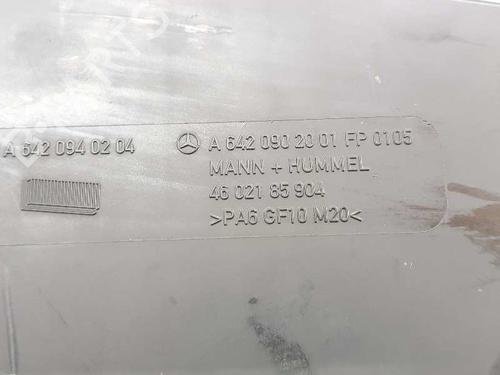 A 642 094 02 04
A 642 090 20 01 FP 0105
MANN + HUMMEL
46 021 85 904
>PA6 GF10 M20<